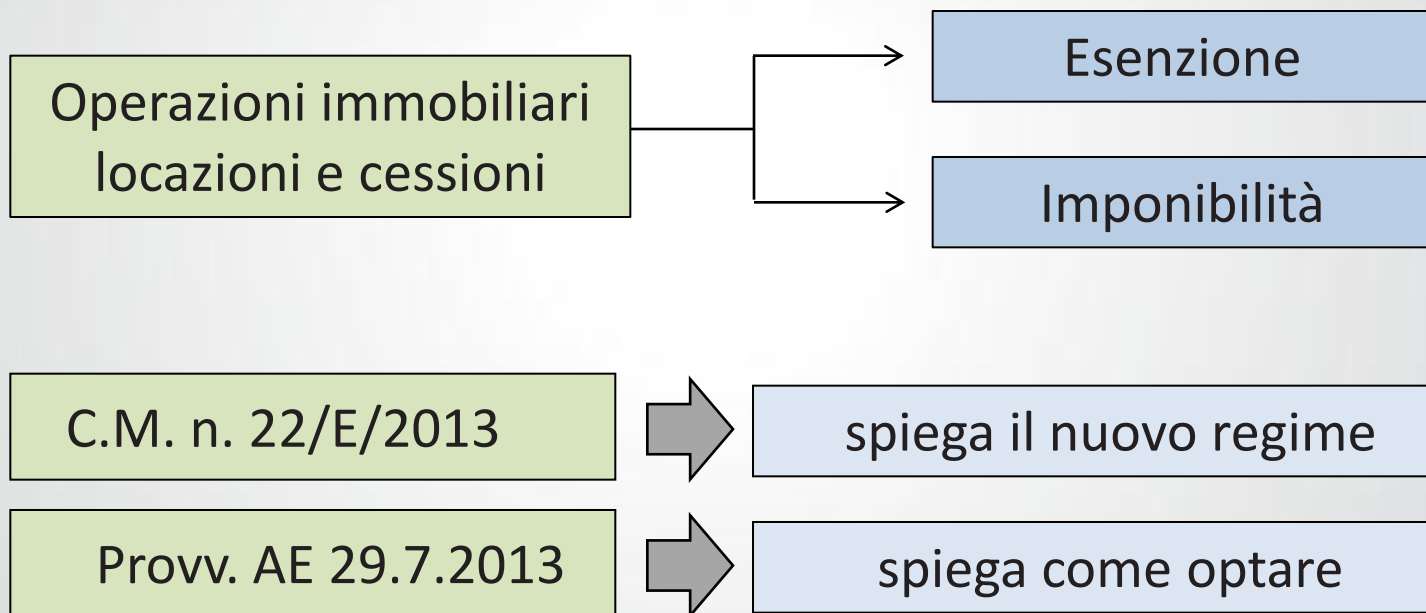 Operazioni immobiliari
locazioni e cessioni
Esenzione
Imponibilità
C.M. n. 22/E/2013
spiega il nuovo regime
Provv. AE 29.7.2013
spiega come optare